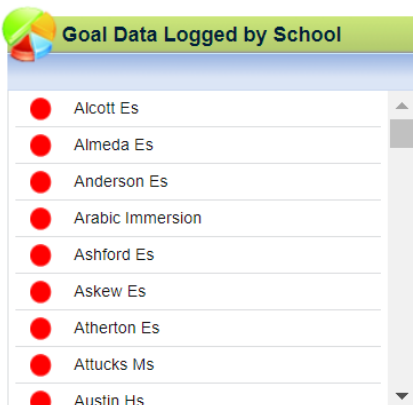 Goal Data Logged by School
Alcott Es
Almeda Es
Anderson Es
Arabic Immersion
Ashford Es
Askew Es
Atherton Es
Attucks Ms
Austin Hs